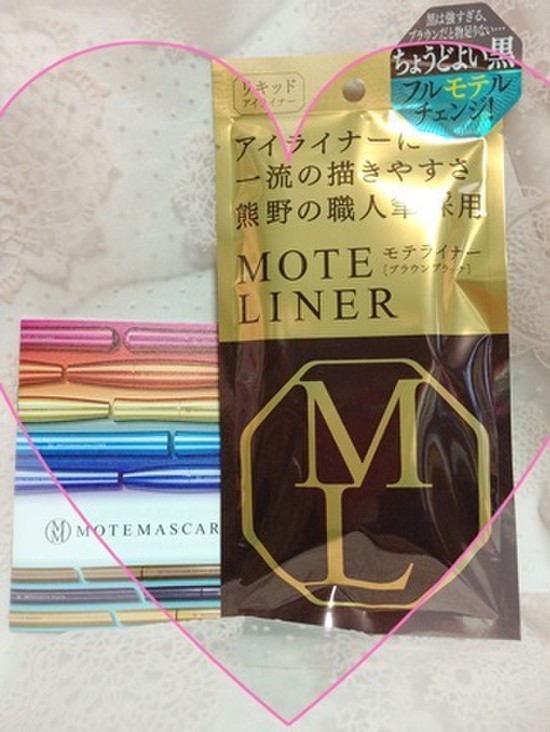 黒は強すぎる、
ブラウンだと物足りない…
ちょうどよい黒
フルモテル
チェンジ!
リキッド
アイライナー
アイライナーに
一流の描きやすさ
熊野の職人筆採用
MOTE
LINER
モテライナー
[ブラウンブラック]
ML
MM
MOTEMASCAR